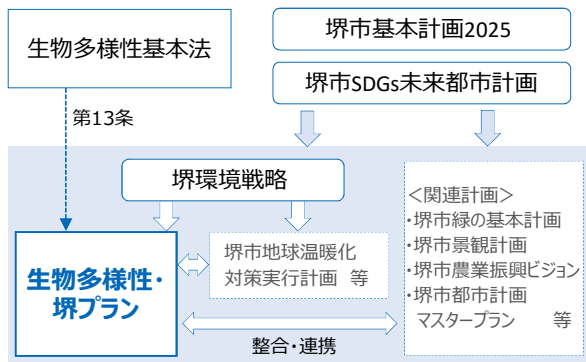 生物多様性基本法
堺市基本計画2025
堺市SDGs未来都市計画
第13条
堺環境戦略
生物多様性・
堺プラン
堺市地球温暖化
対策実行計画 等
<関連計画>
・堺市緑の基本計画
・堺市景観計画
・堺市農業振興ビジョン
・堺市都市計画
マスタープラン 等
整合・連携